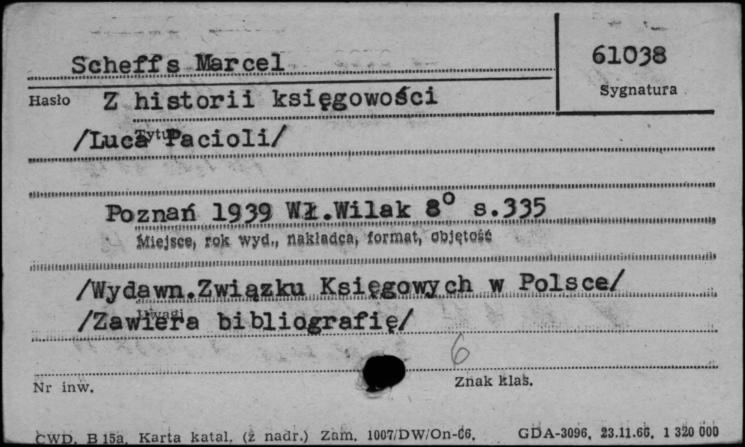 Scheffs Marcel
61038
Sygnatura
Hasło Z historii księgowości
Tytuł
/Luca Pacioli/
Poznań 1939 Wł.Wilak 8° s.335
Miejsce, rok wyd., nakładca, format, objętość
/Wydawn.Związku Księgowych w Polsce/
Uwagi
/Zawiera bibliografię/
6
Nr inw. Znak klas.
CWD. B 15a. Karta katal. (z nadr.) Zam. 1007/DW/On-66. GDA-3096, 23.11.66, 1 320 000